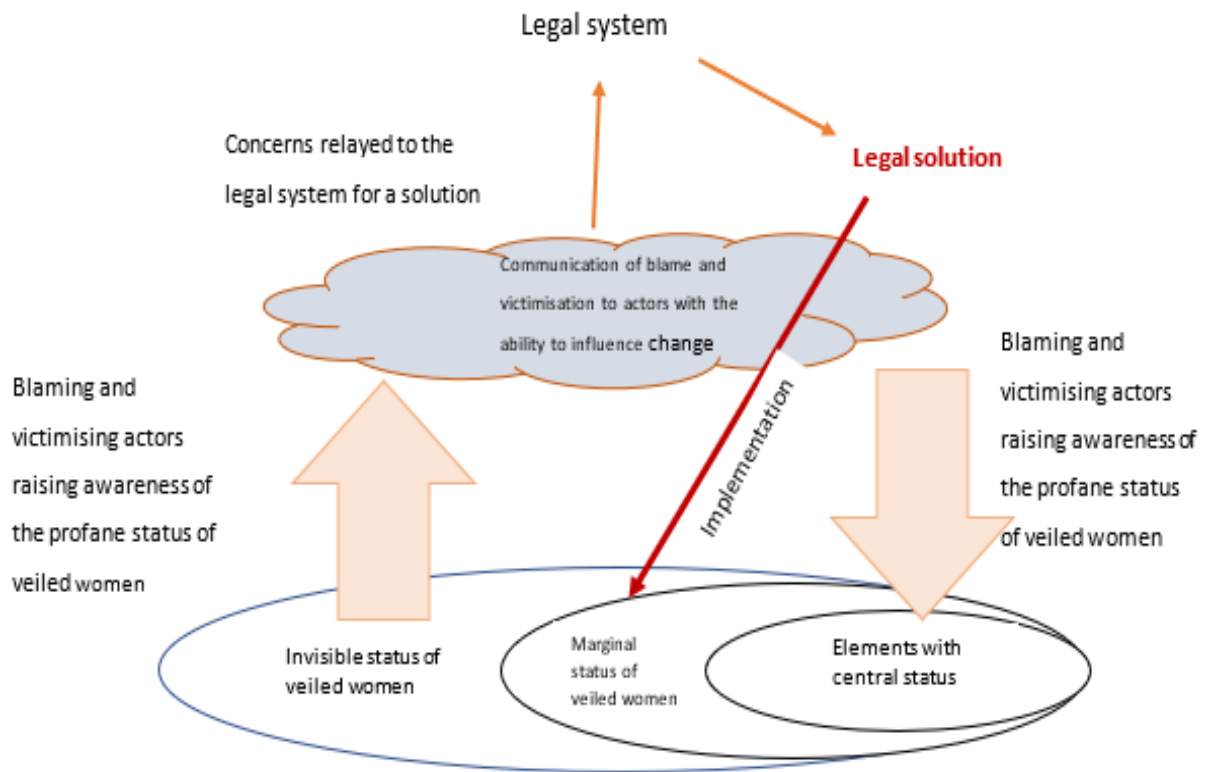 Legal system
Concerns relayed to the
legal system for a solution
Legal solution
Communication of blame and
victimisation to actors with the
ability to influence change
Blaming and
victimising actors
raising awareness of
the profane status of
veiled women
Implementation
Blaming and
victimising actors
raising awareness of
the profane status
of veiled women
Invisible status of
veiled women
Marginal
status of
veiled women
Elements with
central status